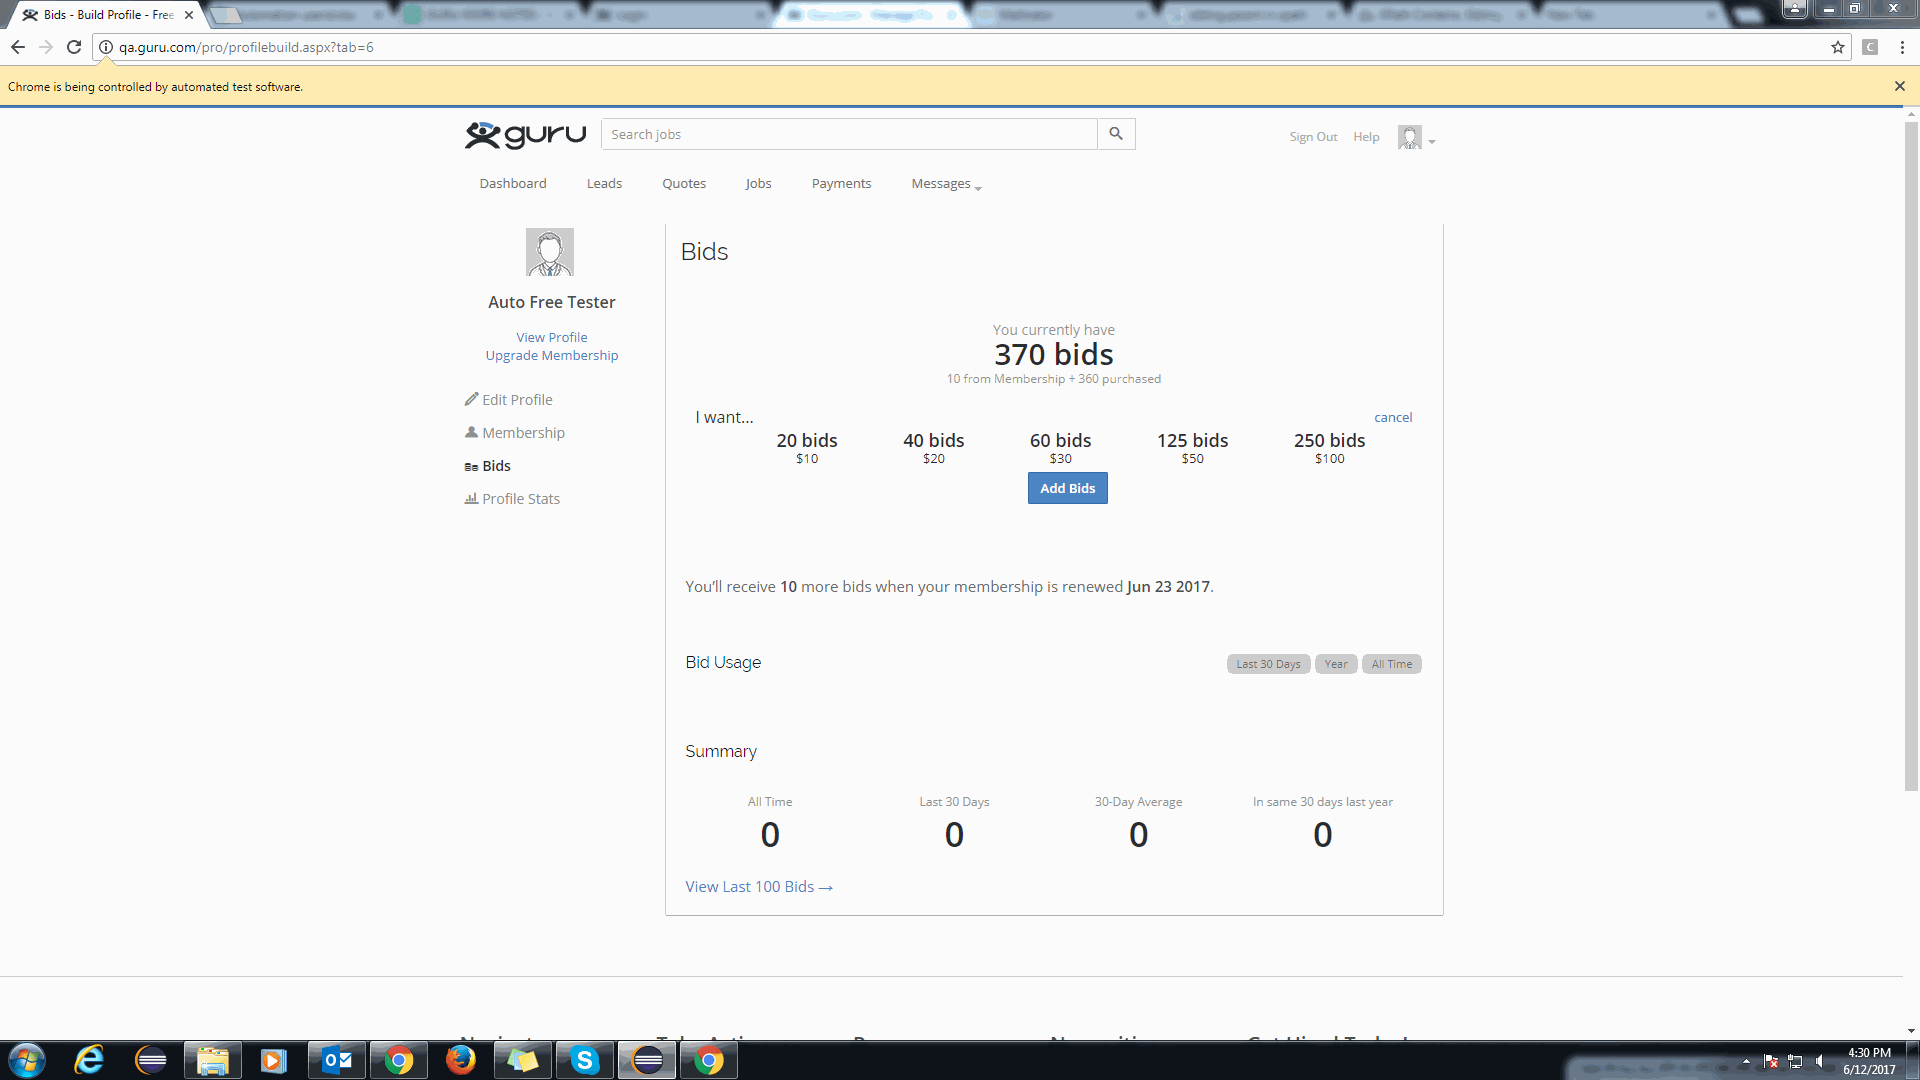 Bids - Build Profile - Free
qa.guru.com/pro/profilebuild.aspx?tab=6
Chrome is being controlled by automated test software.
guru
Search jobs
Sign Out Help
Dashboard Leads Quotes Jobs Payments Messages
Auto Free Tester
View Profile
Upgrade Membership
Edit Profile
Membership
Bids
Profile Stats
Bids
You currently have
370 bids
10 from Membership + 360 purchased
I want...
cancel
20 bids 40 bids 60 bids 125 bids 250 bids
$10 $20 $30 $50 $100
Add Bids
You'll receive 10 more bids when your membership is renewed Jun 23 2017.
Bid Usage
Last 30 Days Year All Time
Summary
All Time Last 30 Days 30-Day Average In same 30 days last year
0 0 0 0
View Last 100 Bids →
4:30 PM
6/12/2017